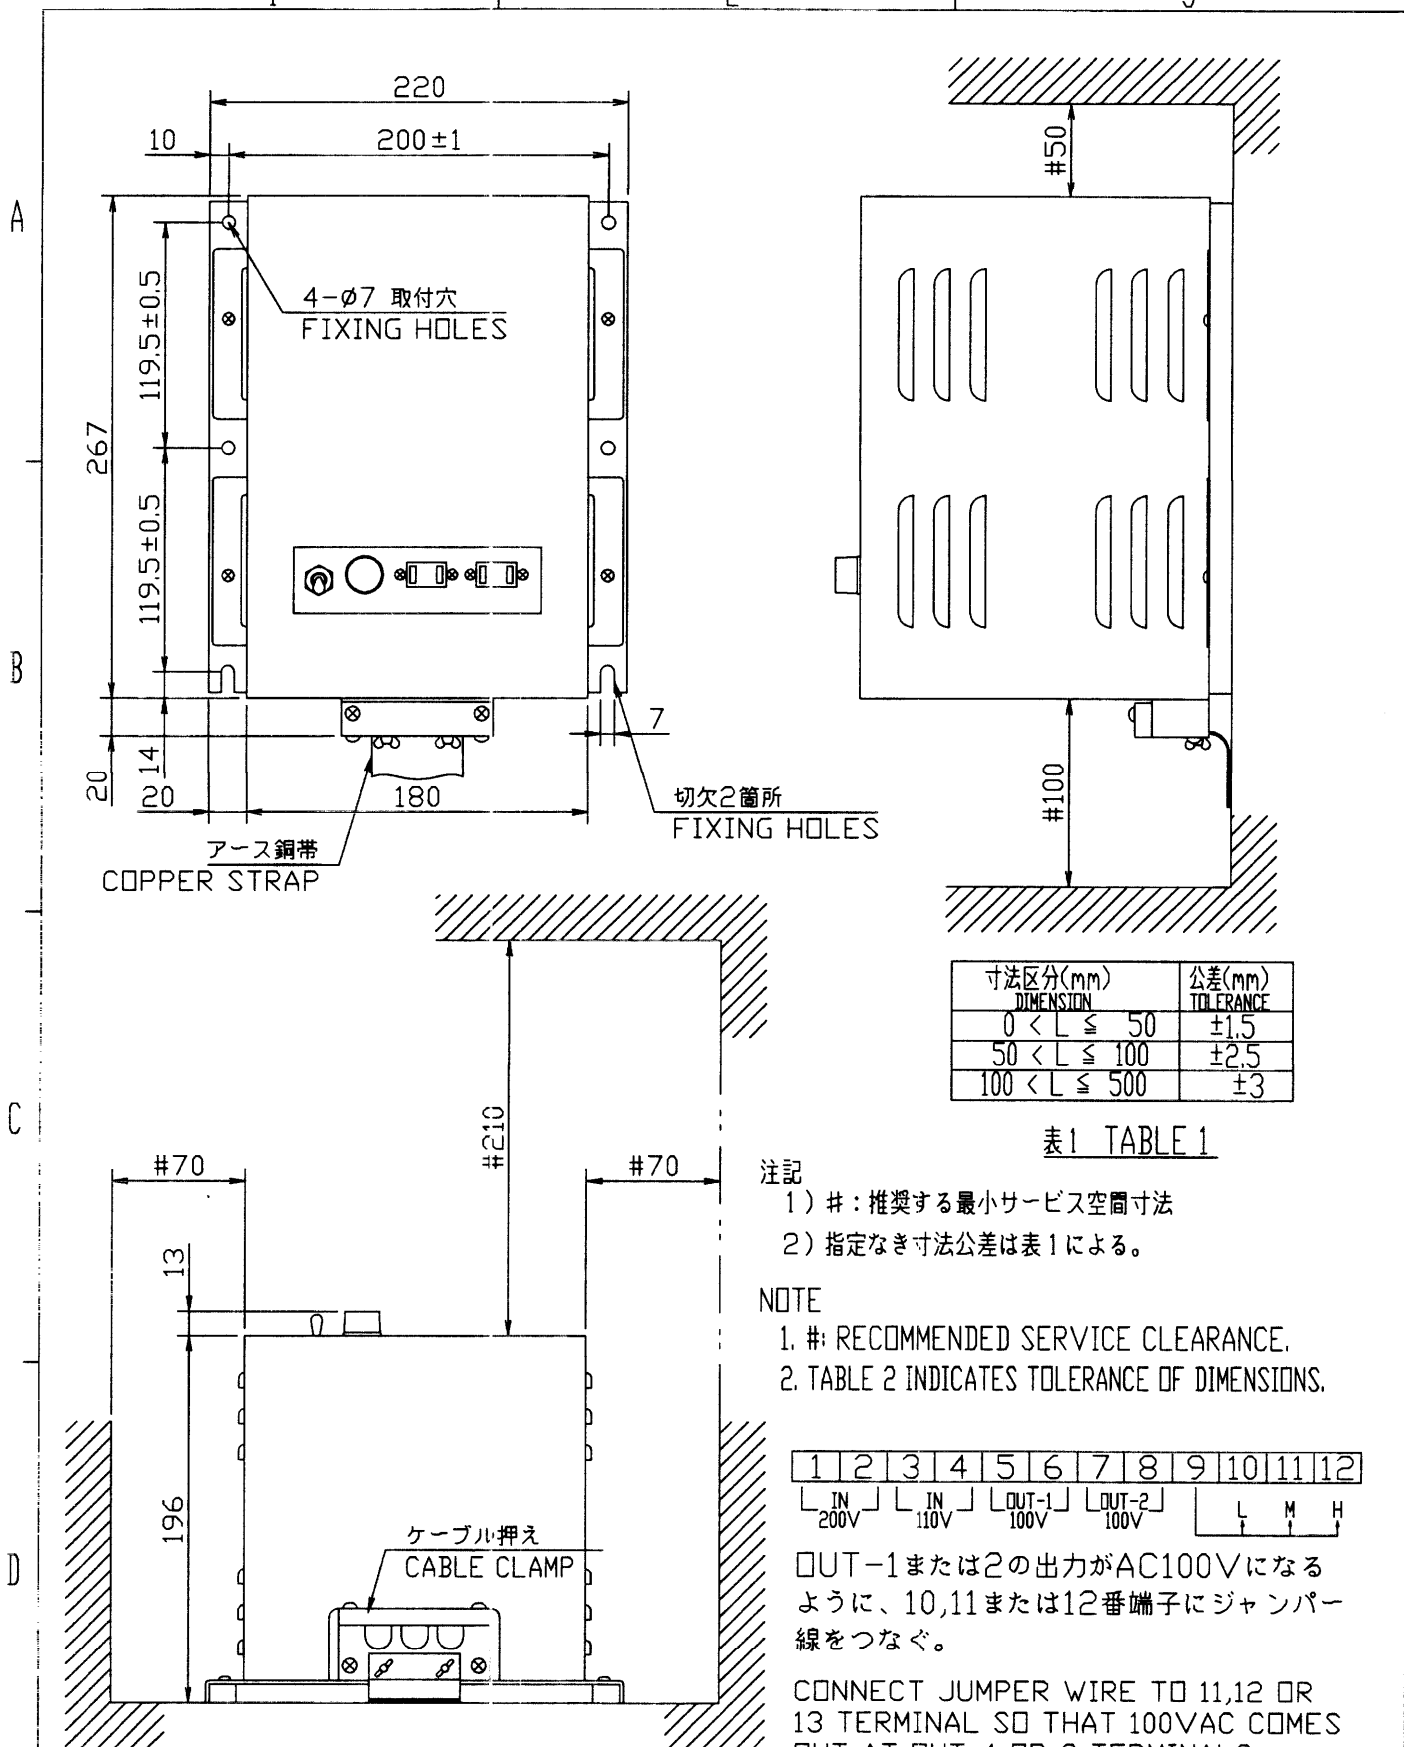 A
B
C
D
220
10
200±1
119.5±0.5
267
119.5±0.5
4-Ø7 取付穴
FIXING HOLES
20
14
20
180
7
切欠2箇所
FIXING HOLES
アース銅帯
COPPER STRAP
#50
#100
寸法区分(mm)
DIMENSION
公差(mm)
TOLERANCE
0 < L ≦ 50 ±1.5
50 < L ≦ 100 ±2.5
100 < L ≦ 500 ±3
表1 TABLE 1
#210
#70
#70
13
196
ケーブル押え
CABLE CLAMP
注記
1) #:推奨する最小サービス空間寸法
2) 指定なき寸法公差は表1による。
NOTE
1. #: RECOMMENDED SERVICE CLEARANCE.
2. TABLE 2 INDICATES TOLERANCE OF DIMENSIONS.
1 2 3 4 5 6 7 8 9 10 11 12
IN 200V
IN 110V
OUT-1 100V
OUT-2 100V
L M H
OUT-1または2の出力がAC100Vになる
ように、10,11または12番端子にジャンパー
線をつなぐ。
CONNECT JUMPER WIRE TO 11,12 OR
13 TERMINAL SO THAT 100VAC COMES